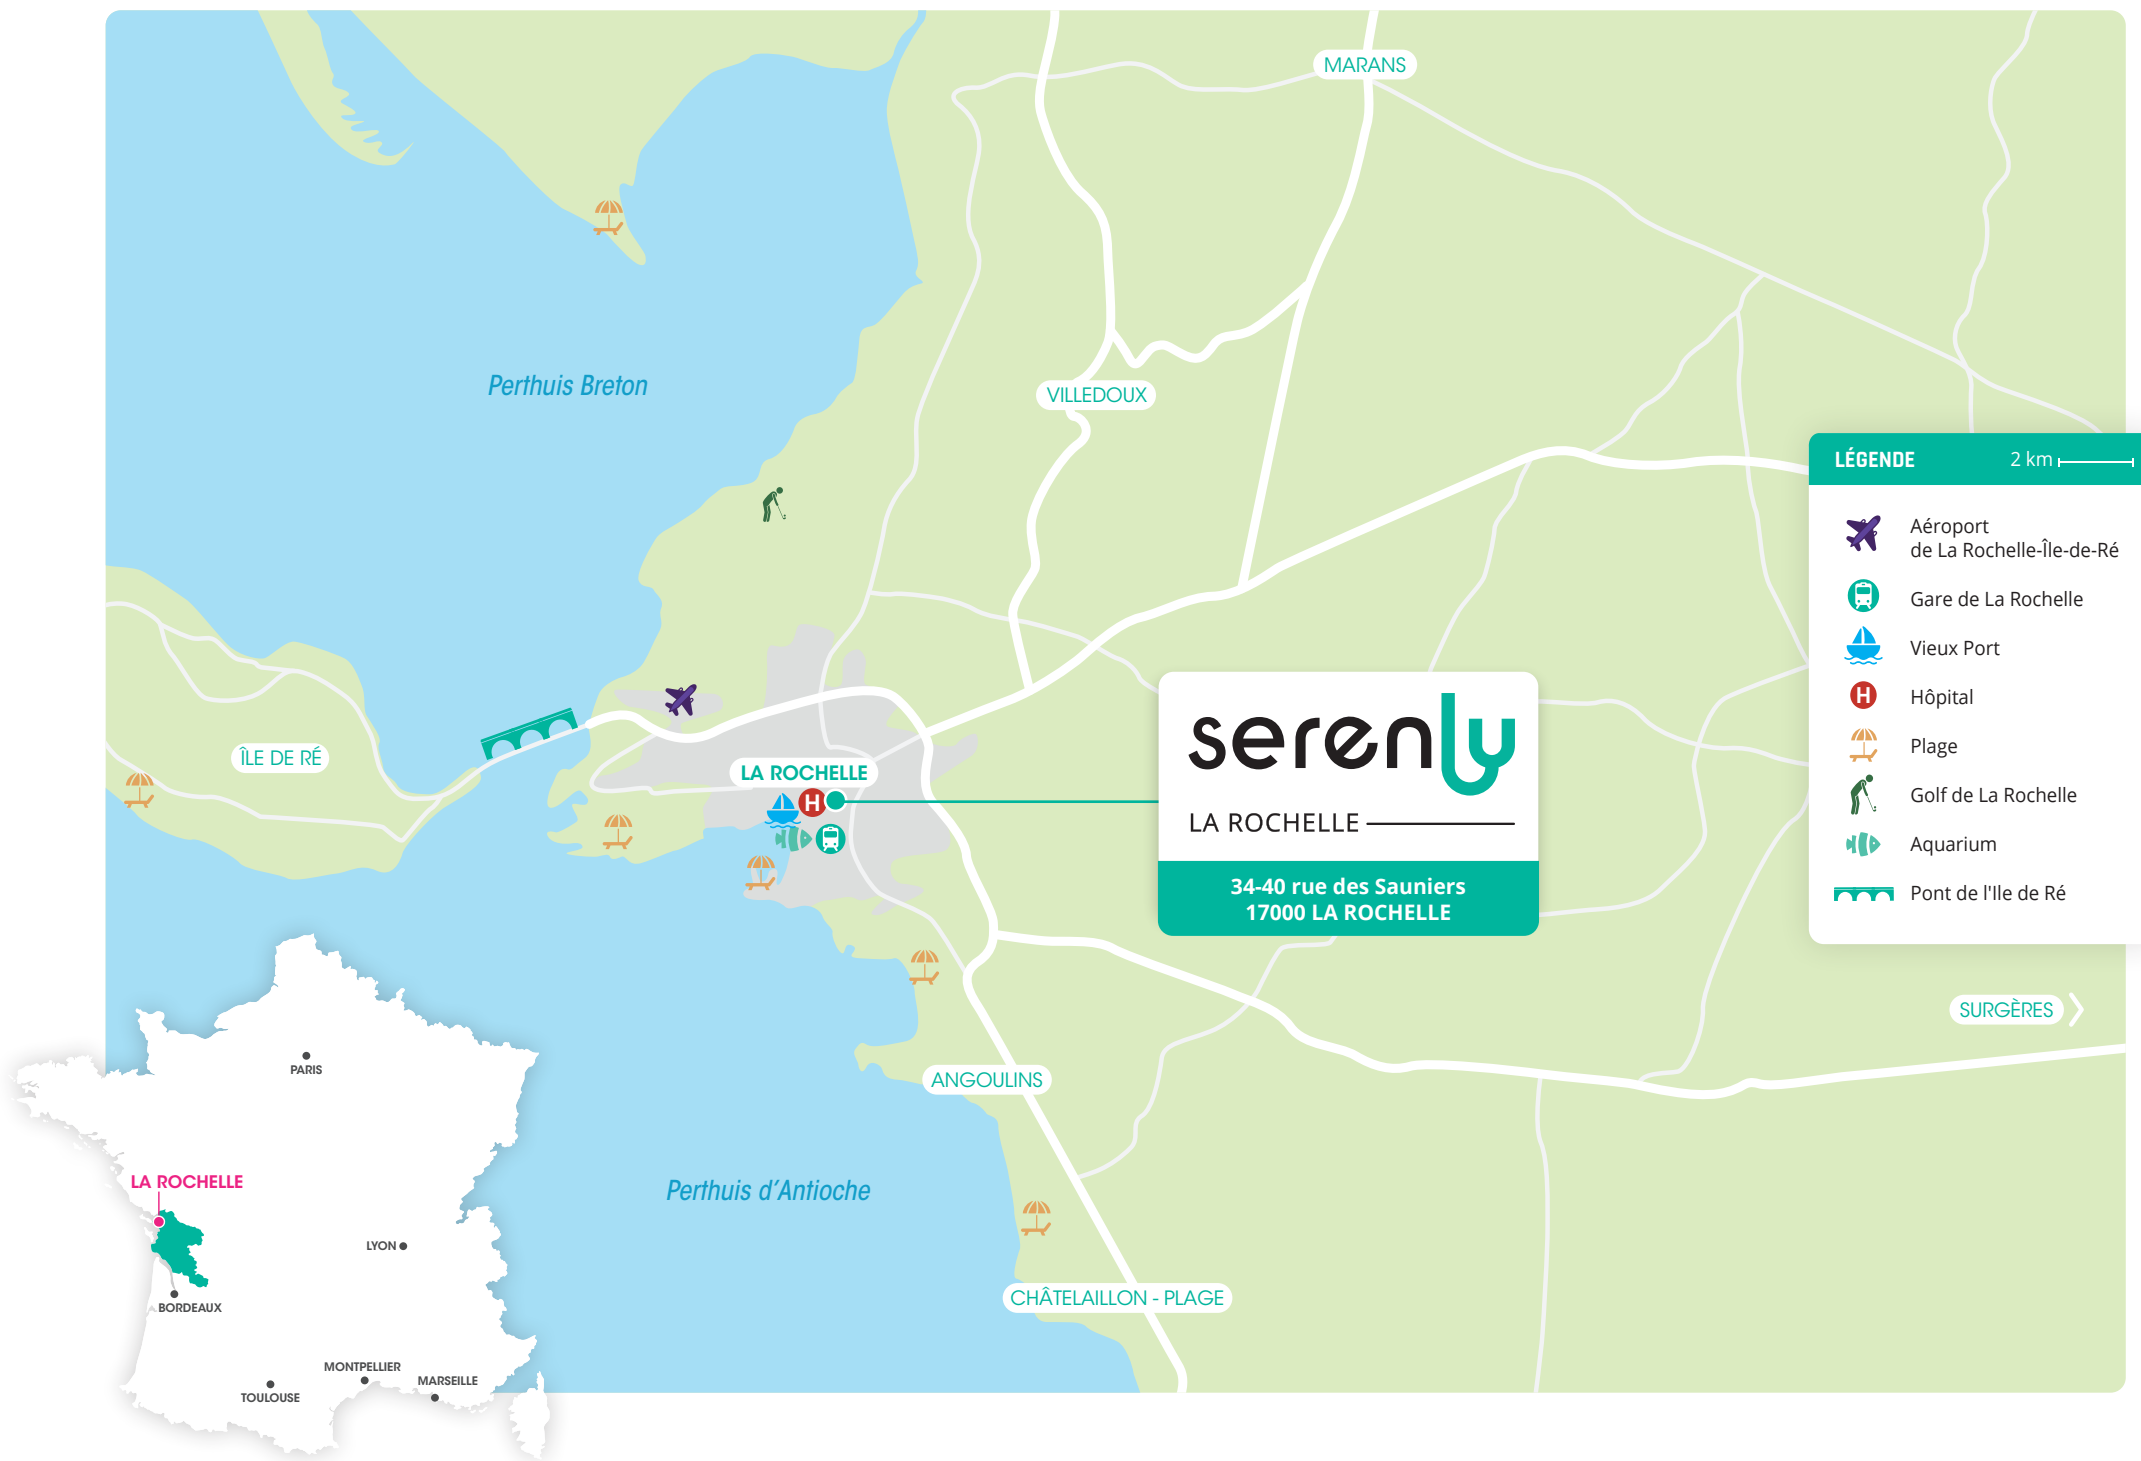 MARANS
Perthuis Breton
VILLEDOUX
LÉGENDE
2 km
Aéroport
de La Rochelle-Île-de-Ré
Gare de La Rochelle
Vieux Port
H
Hôpital
Plage
Golf de La Rochelle
Aquarium
Pont de l'Ile de Ré
ÎLE DE RÉ
LA ROCHELLE
H
serenly
LA ROCHELLE
34-40 rue des Sauniers
17000 LA ROCHELLE
SURGÈRES
ANGOULINS
Perthuis d’Antioche
CHÂTELAILLON - PLAGE
PARIS
LA ROCHELLE
LYON
BORDEAUX
MONTPELLIER
MARSEILLE
TOULOUSE